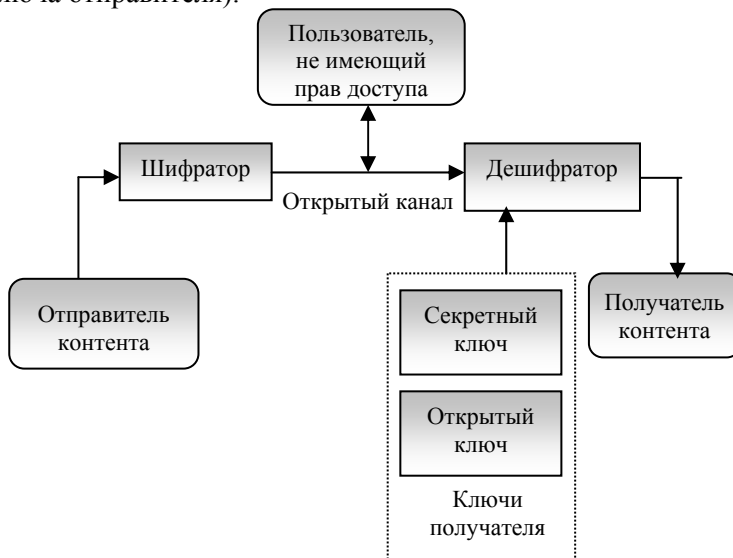 отправителя).
Пользователь,
не имеющий
прав доступа
Шифратор
Дешифратор
Открытый канал
Отправитель
контента
Секретный
ключ
Получатель
контента
Открытый
ключ
Ключи
получателя